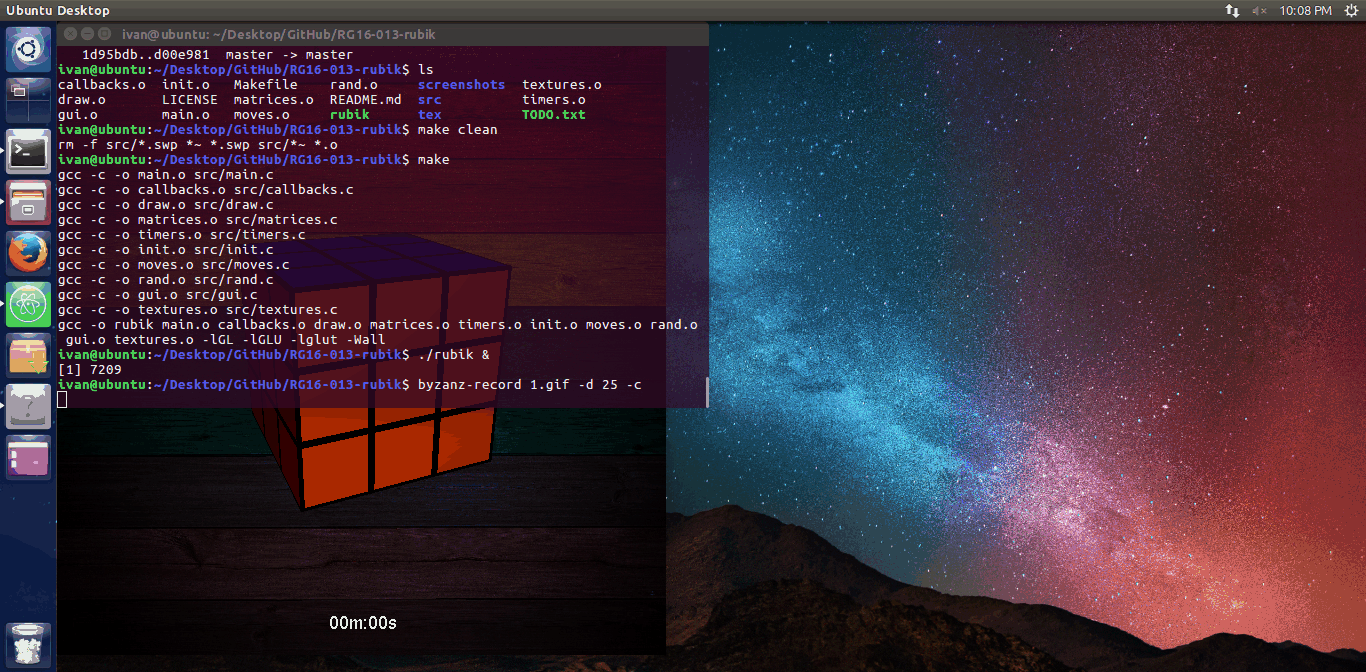 Ubuntu Desktop
10:08 PM
ivan@ubuntu: ~/Desktop/GitHub/RG16-013-rubik
1d95bdb..d00e981  master -> master
ivan@ubuntu:~/Desktop/GitHub/RG16-013-rubik$ ls
callbacks.o  init.o   Makefile    rand.o     screenshots  textures.o
draw.o       LICENSE  matrices.o  README.md  src          timers.o
gui.o        main.o   moves.o     rubik      tex          TODO.txt
ivan@ubuntu:~/Desktop/GitHub/RG16-013-rubik$ make clean
rm -f src/*.swp *~ *.swp src/*~ *.o
ivan@ubuntu:~/Desktop/GitHub/RG16-013-rubik$ make
gcc -c -o main.o src/main.c
gcc -c -o callbacks.o src/callbacks.c
gcc -c -o draw.o src/draw.c
gcc -c -o matrices.o src/matrices.c
gcc -c -o timers.o src/timers.c
gcc -c -o init.o src/init.c
gcc -c -o moves.o src/moves.c
gcc -c -o rand.o src/rand.c
gcc -c -o gui.o src/gui.c
gcc -c -o textures.o src/textures.c
gcc -o rubik main.o callbacks.o draw.o matrices.o timers.o init.o moves.o rand.o
gui.o textures.o -lGL -lGLU -lglut -Wall
ivan@ubuntu:~/Desktop/GitHub/RG16-013-rubik$ ./rubik &
[1] 7209
ivan@ubuntu:~/Desktop/GitHub/RG16-013-rubik$ byzanz-record 1.gif -d 25 -c
00m:00s